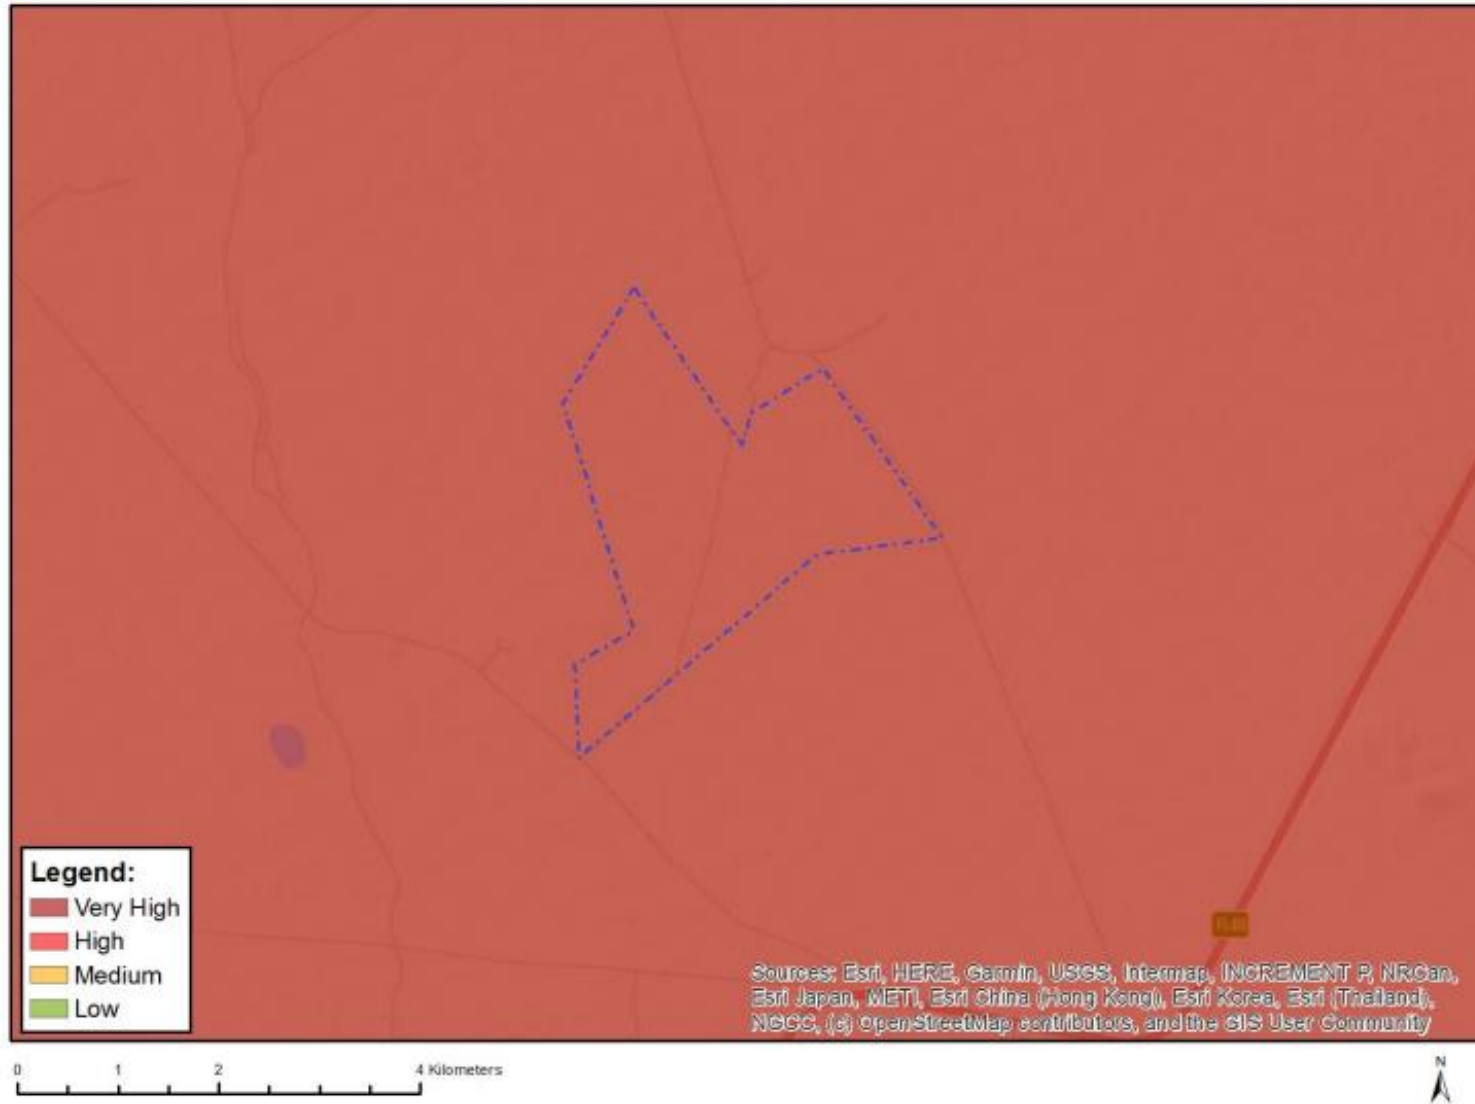 Legend:
Very High
High
Medium
Low
Sources: Esri, HERE, Garmin, USGS, Intermap, INCREMENT P, NRCan,
Esri Japan, METI, Esri China (Hong Kong), Esri Korea, Esri (Thailand),
NGCC, (c) OpenStreetMap contributors, and the GIS User Community
0 1 2 4 Kilometers
N